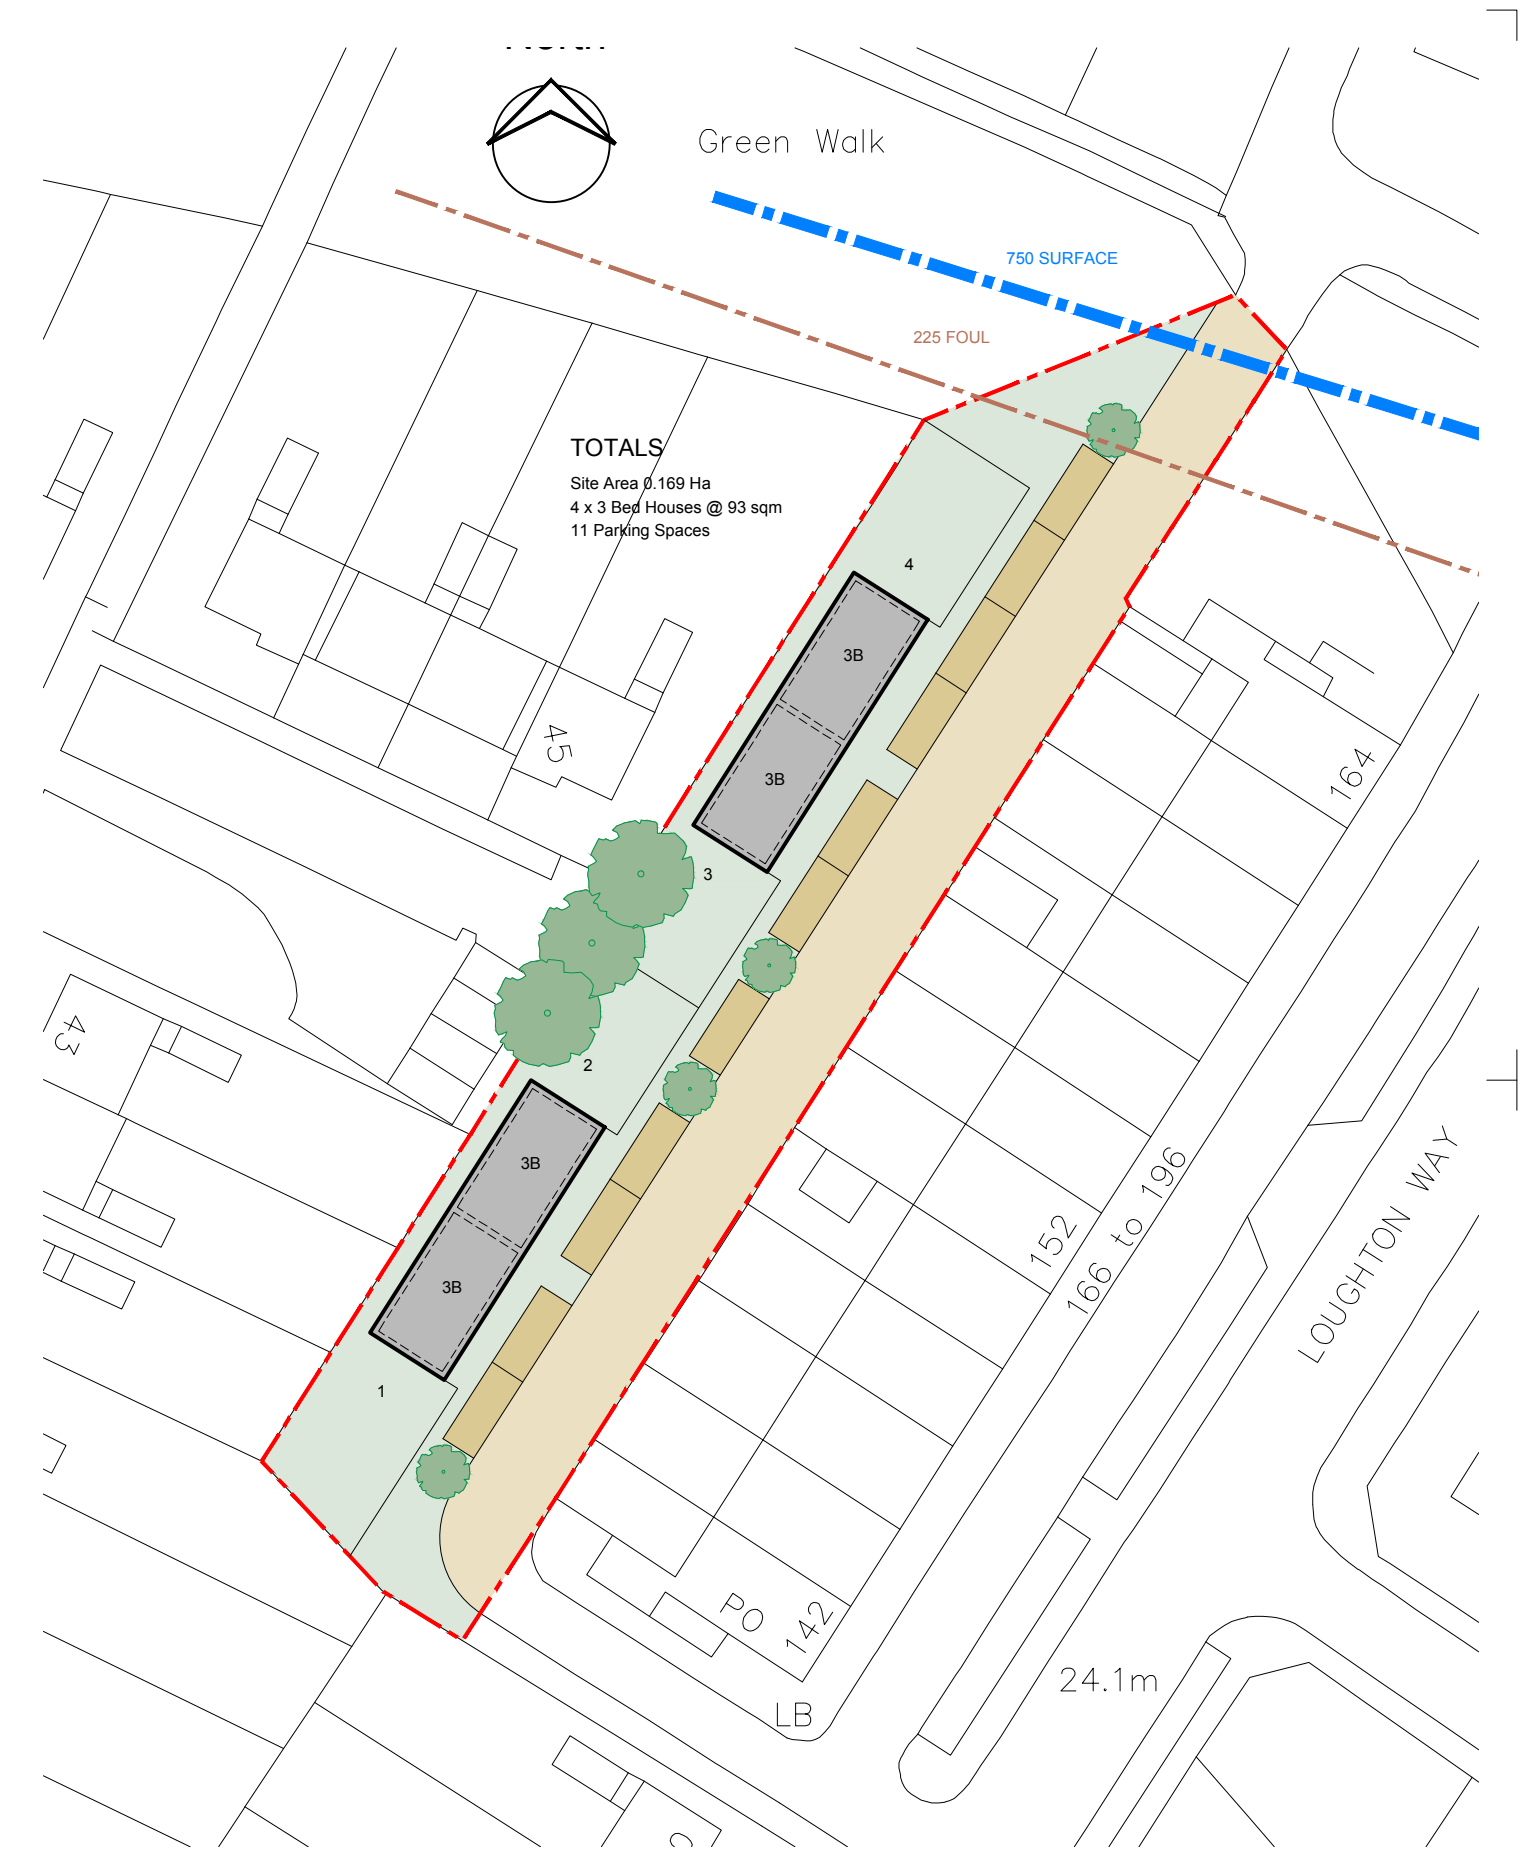 Green Walk
750 SURFACE
225 FOUL
TOTALS
Site Area 0.169 Ha
4 x 3 Bed Houses @ 93 sqm
11 Parking Spaces
4
3B
45
3B
164
3
43
2
3B
152
166 to 196
LOUGHTON WAY
3B
1
PO
142
24.1m
LB